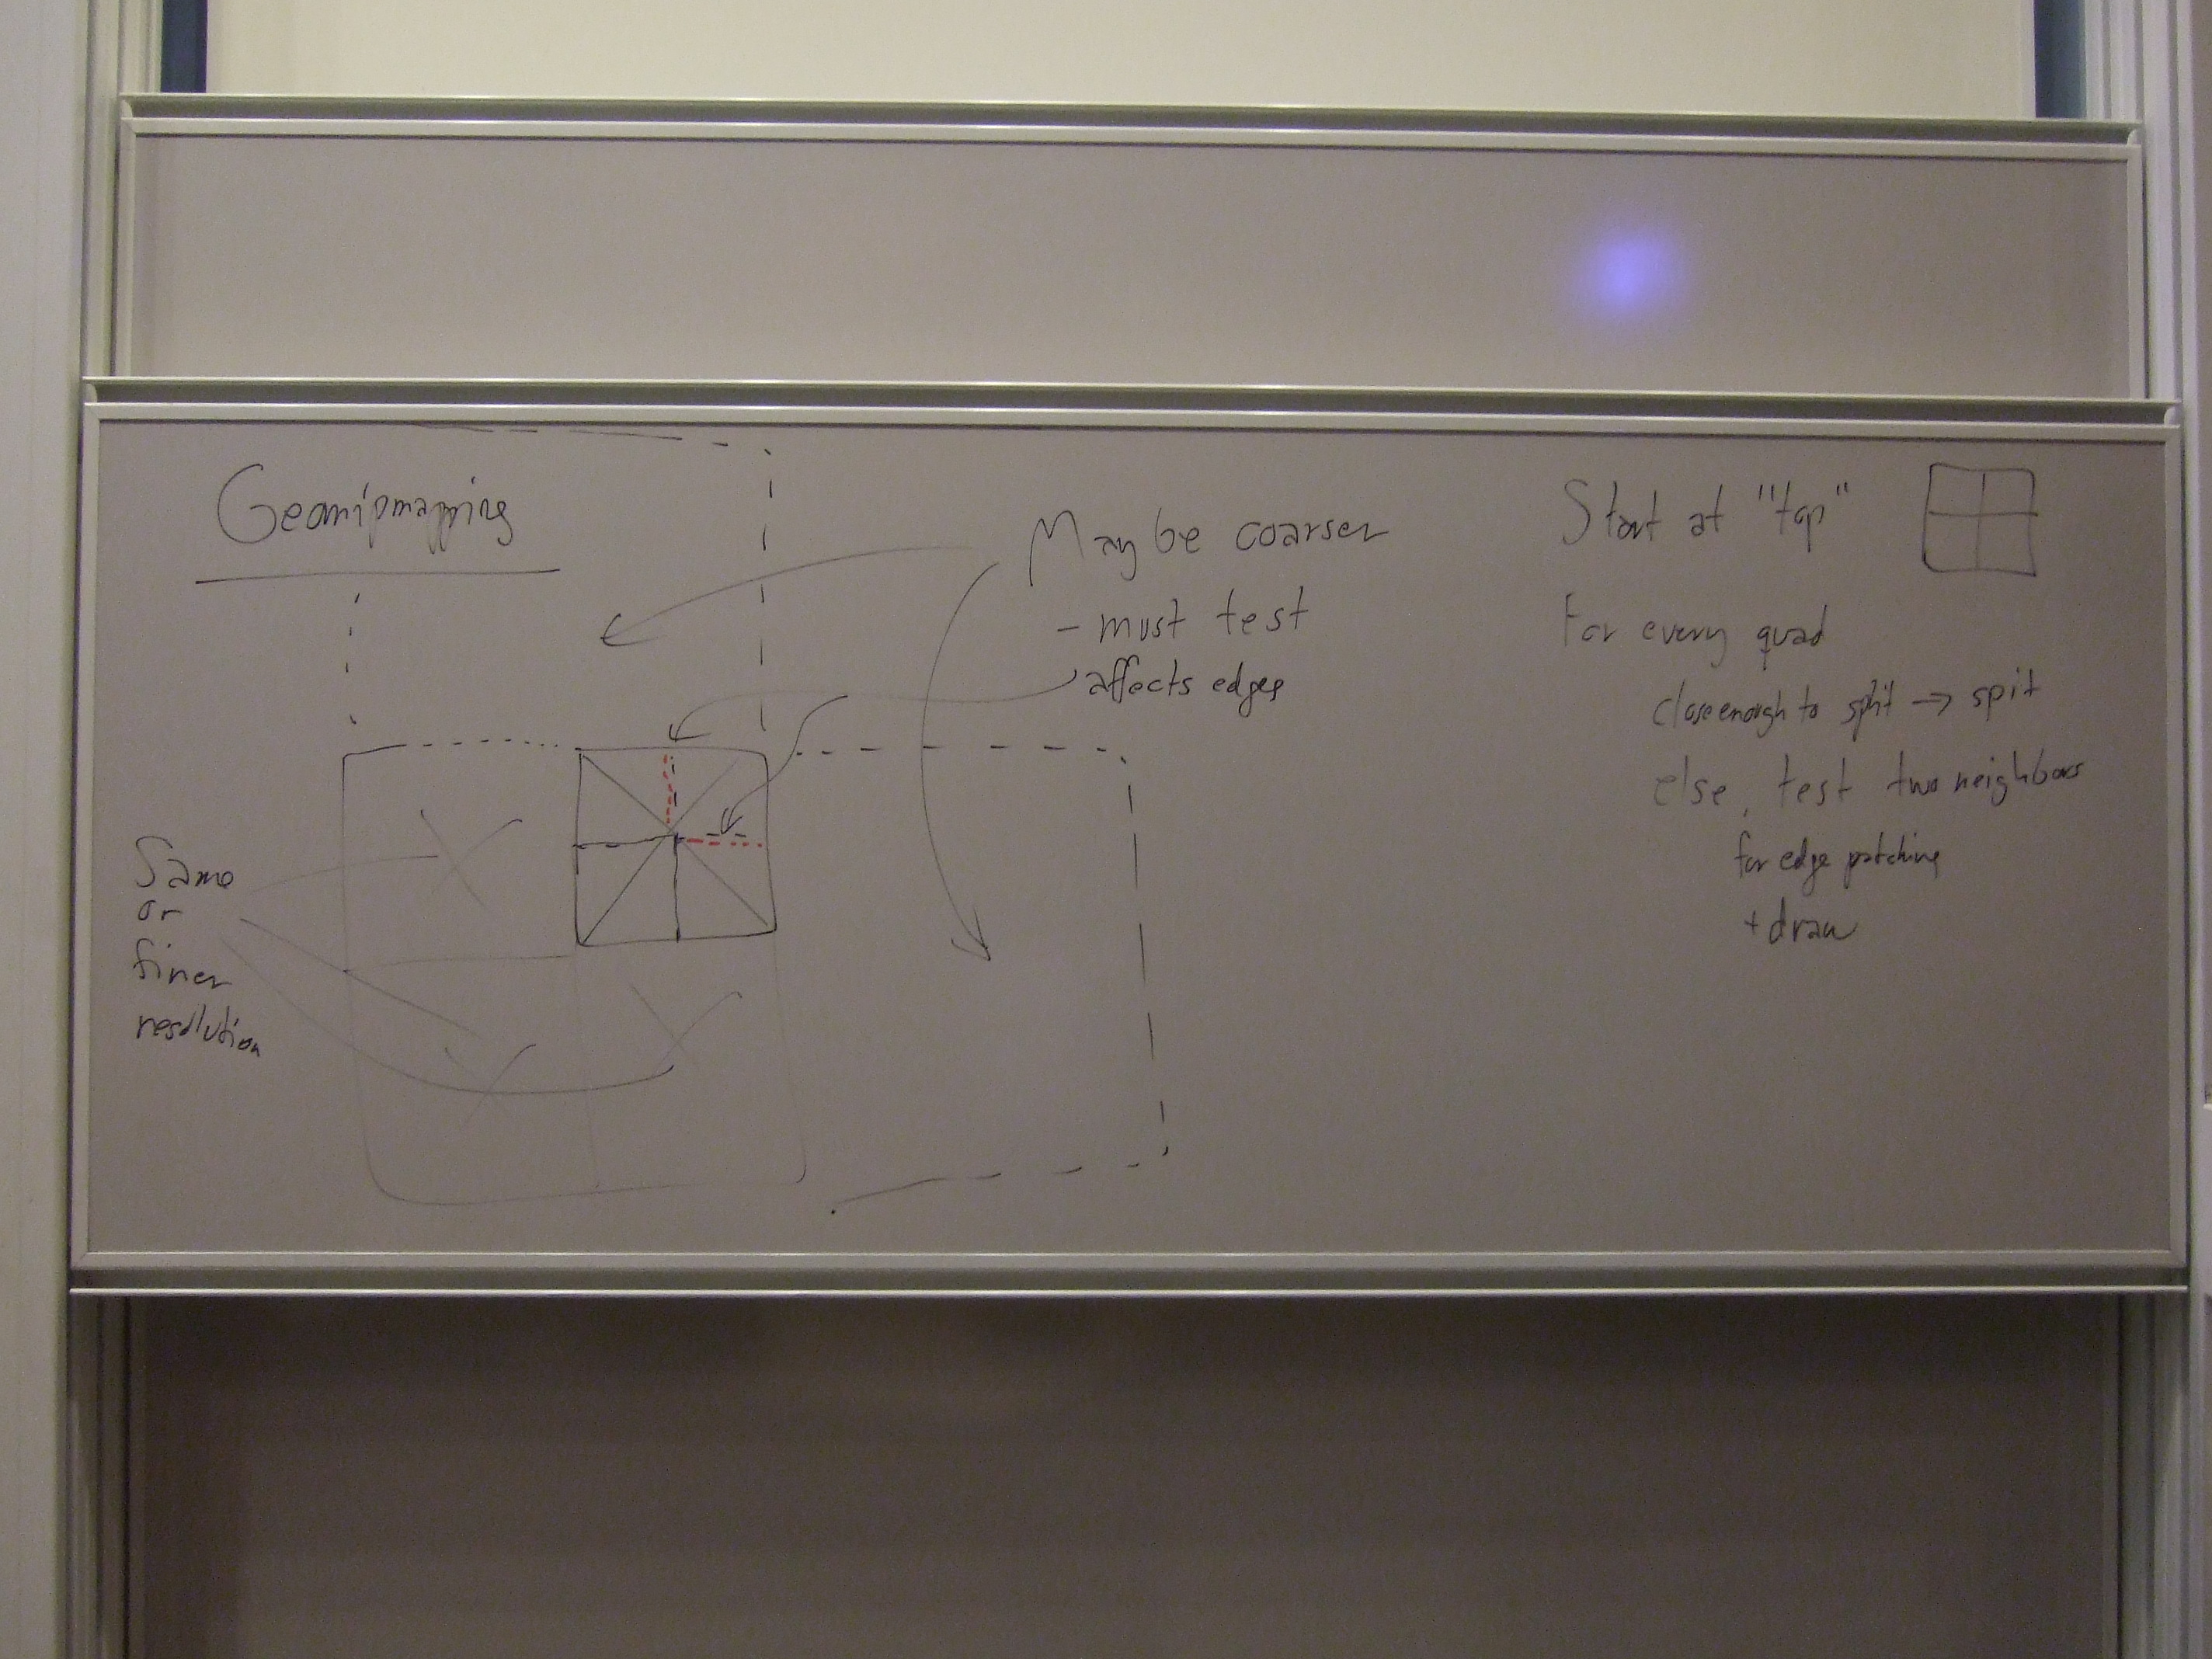 Geomipmapping
May be coarser
- must test
affects edges
Same
or
finer
resolution
Start at "top"
For every quad
close enough to split → spit
else, test two neighbors
for edge patching
+ draw